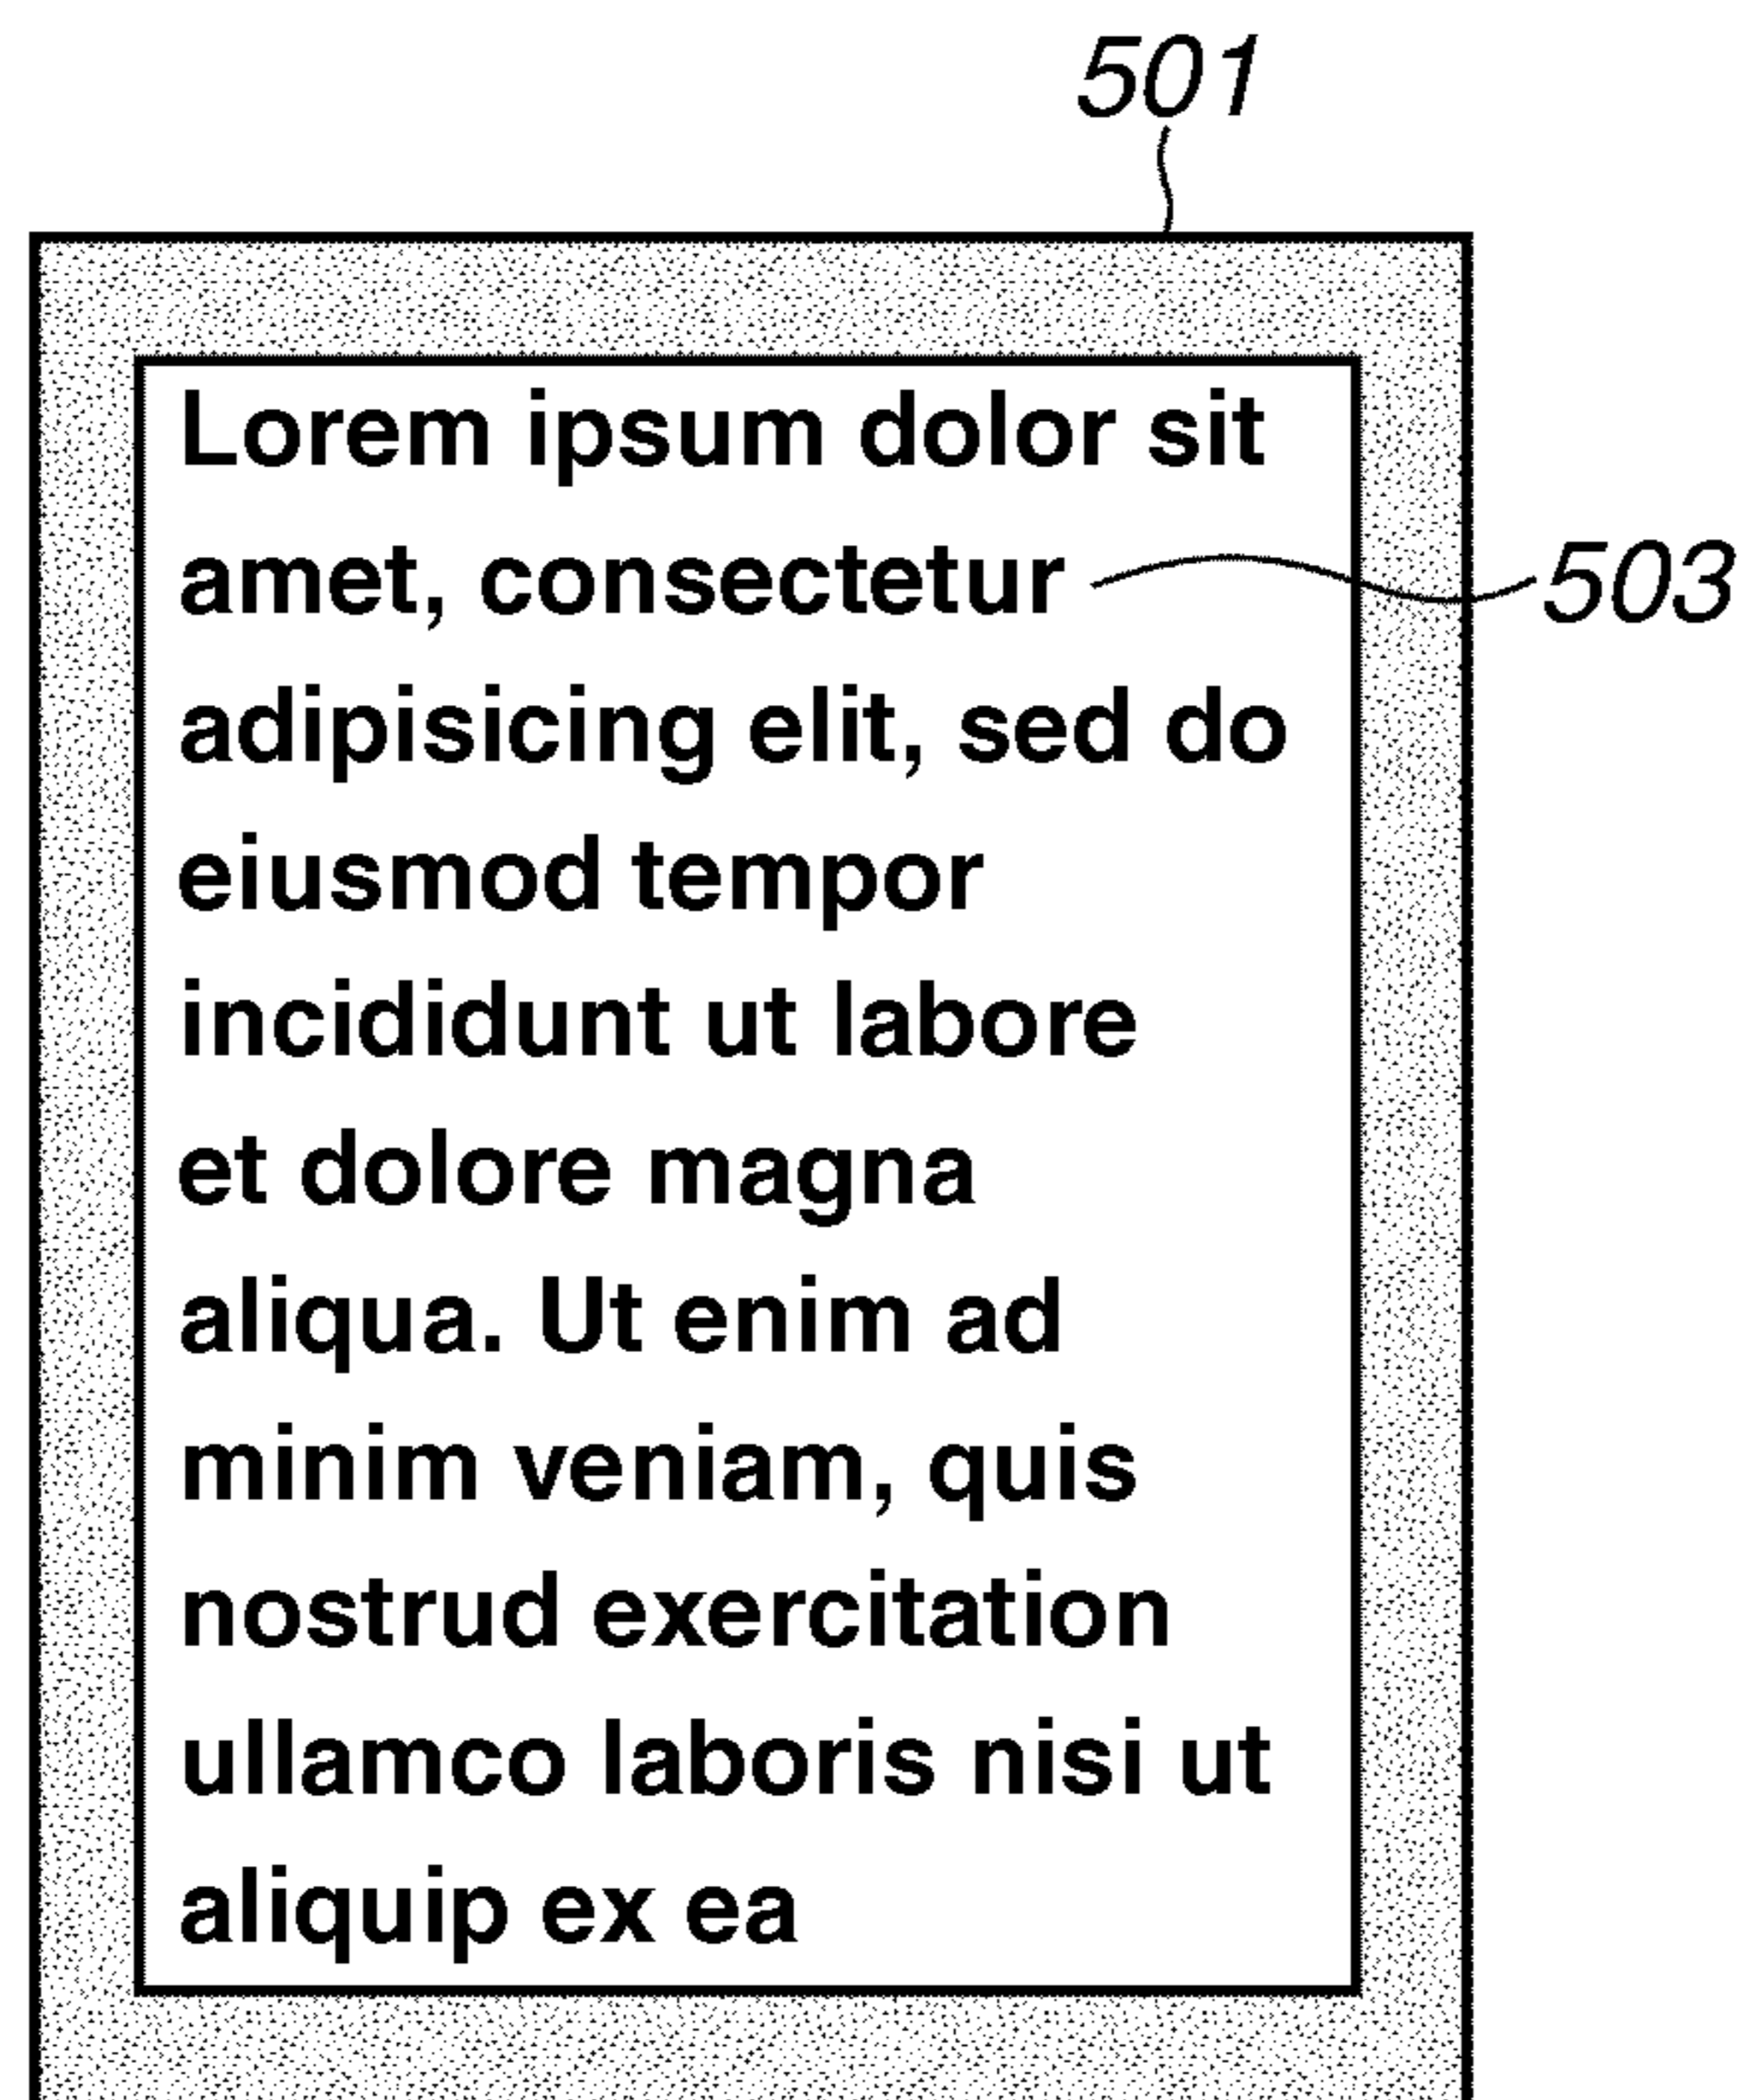 501
Lorem ipsum dolor sit
amet, consectetur
503
adipisicing elit, sed do
eiusmod tempor
incididunt ut labore
et dolore magna
aliqua. Ut enim ad
minim veniam, quis
nostrud exercitation
ullamco laboris nisi ut
aliquip ex ea